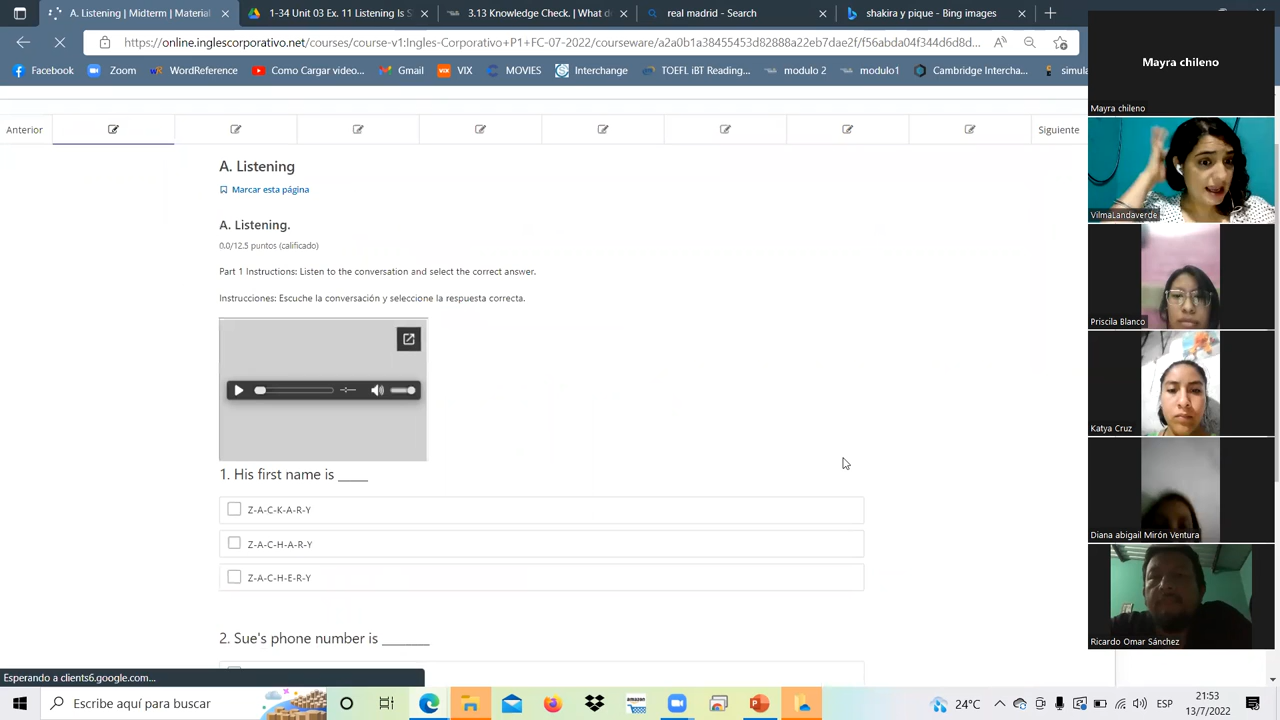 1-1 Midterm | Midterm e
1-34 Unit Ex. 11 Listening | S
3.13 Knowledge Check. | What d
real madrid - Search
shakira y pique - Bing images
https://online.inglescorporativo.net/courses/course-v1:Ingles-Corporativo+P1+FC-07-2022/courseware/a2a0b1a38455453d82888a22eb7dae2f/f56abda04f344d6d8d...
Facebook
Zoom
WordReference
Como Cargar vídeo...
Gmail
VIX
MOVIES
Interchange
TOEFL iBT Reading...
modulo 2
modulo1
Cambridge Intercha...
simula
Anterior
Siguiente
A. Listening
Marcar esta página
A. Listening.
0.0/12.5 puntos (calificado)
Part 1 Instructions: Listen to the conversation and select the correct answer.
Instrucciones: Escuche la conversación y seleccione la respuesta correcta.
1. His first name is _____
Z-A-C-K-A-R-Y
Z-A-C-H-A-R-Y
Z-A-C-H-E-R-Y
2. Sue's phone number is _______
Esperando a clients6.google.com...
Mayra chileno
Mayra chileno
VilmaLandaverde
Priscila Blanco
Katya Cruz
Diana abigail Mirón Ventura
Ricardo Omar Sánchez
Escribe aquí para buscar
amazon
24°C
ESP
21:53
13/7/2022